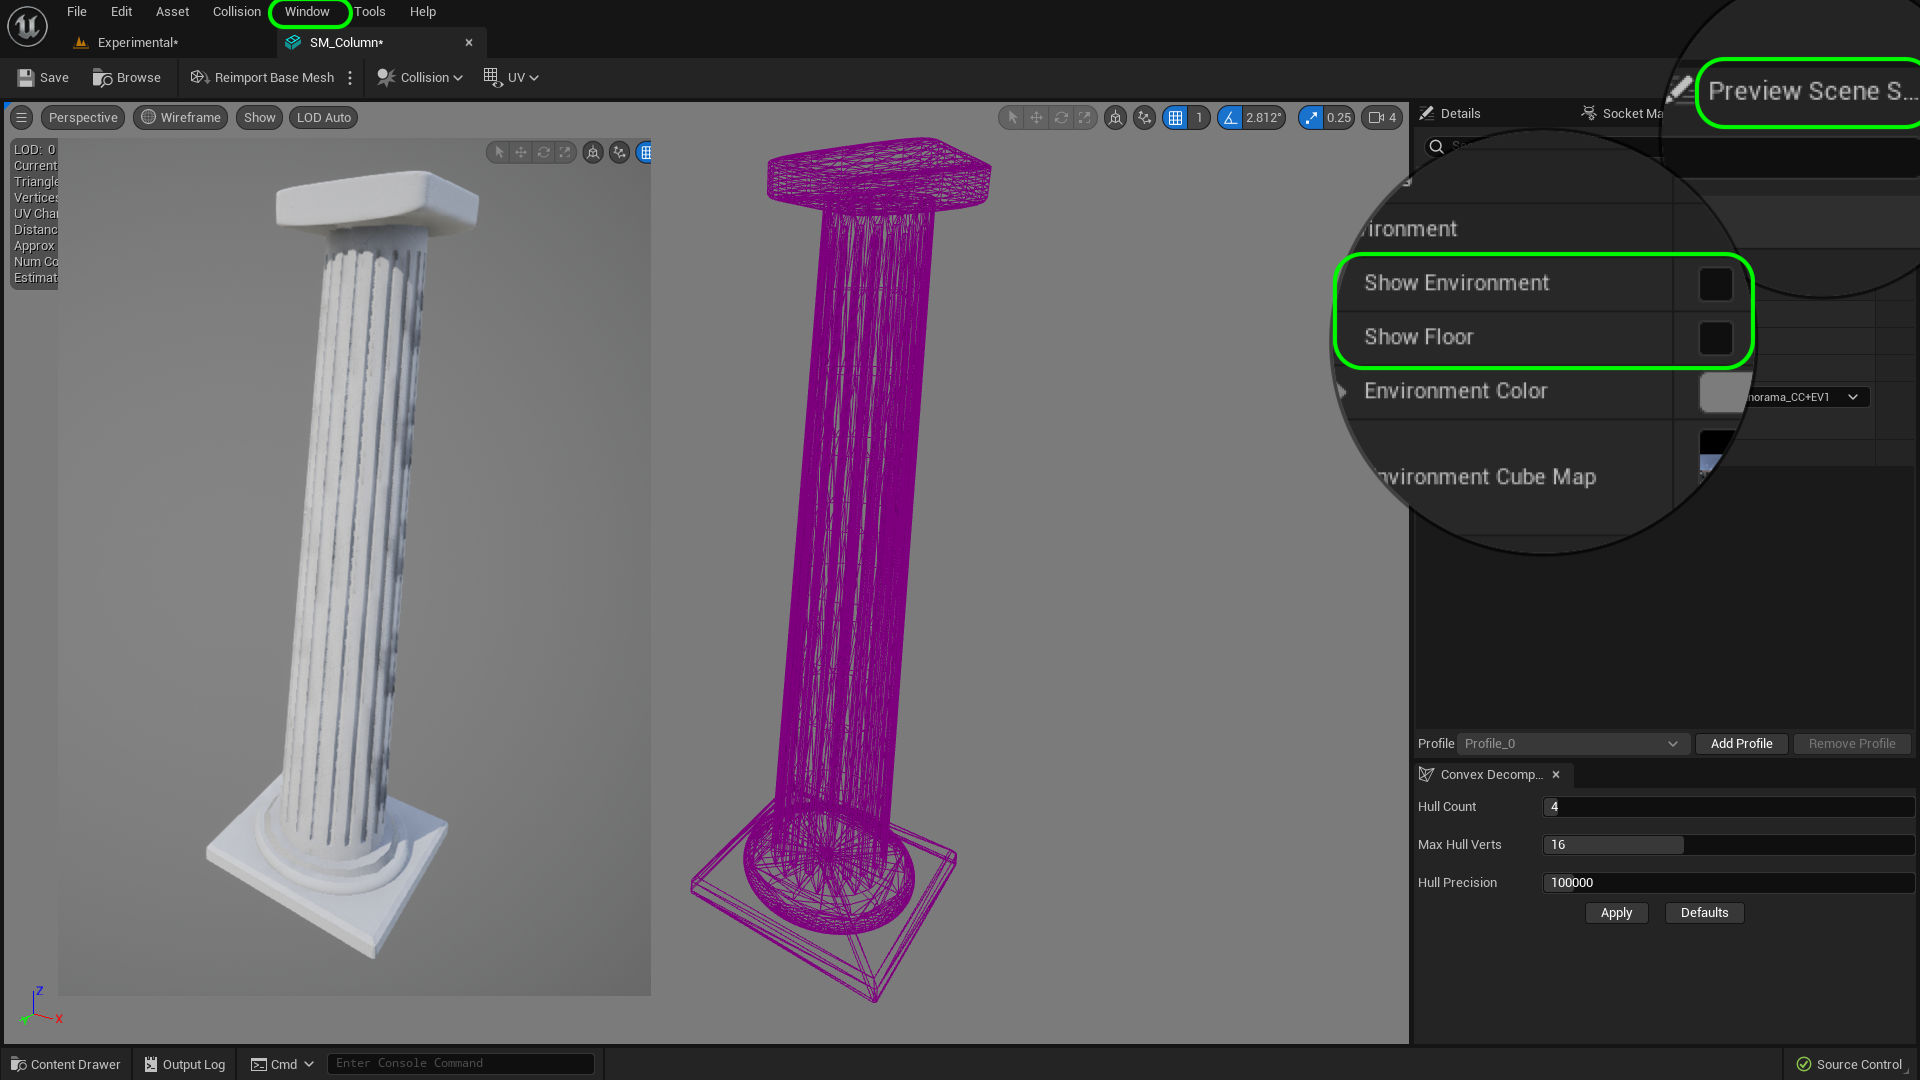 File Edit Asset Collision Window Tools Help
Experimental*
SM_Column*
Save Browse Reimport Base Mesh Collision UV
Perspective Wireframe Show LOD Auto
1 2.812° 0.25 4
LOD: 0
Current
Triangle
Vertices
UV Cha
Distanc
Approx
Num Co
Estimat
Z
X
Details Socket Ma
Preview Scene S...
ironment
Show Environment
Show Floor
Environment Color
norama_CC+EV1
nvironment Cube Map
Profile Profile_0 Add Profile Remove Profile
Convex Decomp...
Hull Count 4
Max Hull Verts 16
Hull Precision 100000
Apply Defaults
Content Drawer Output Log Cmd Enter Console Command Source Control